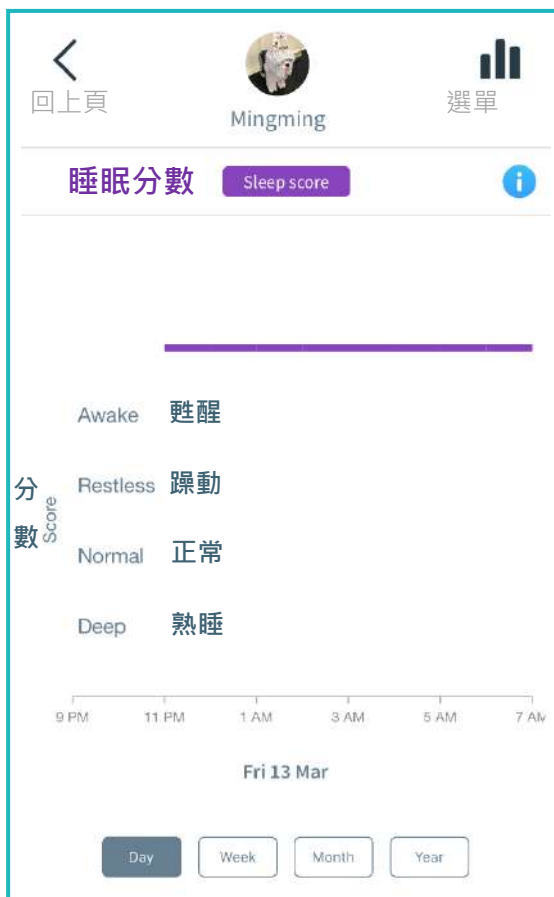 回上頁
Mingming
選單
睡眠分數 Sleep score
i
Awake 甦醒
Restless 躁動
分數
Score
Normal 正常
Deep 熟睡
9 PM 11 PM 1 AM 3 AM 5 AM 7 AM
Fri 13 Mar
Day Week Month Year